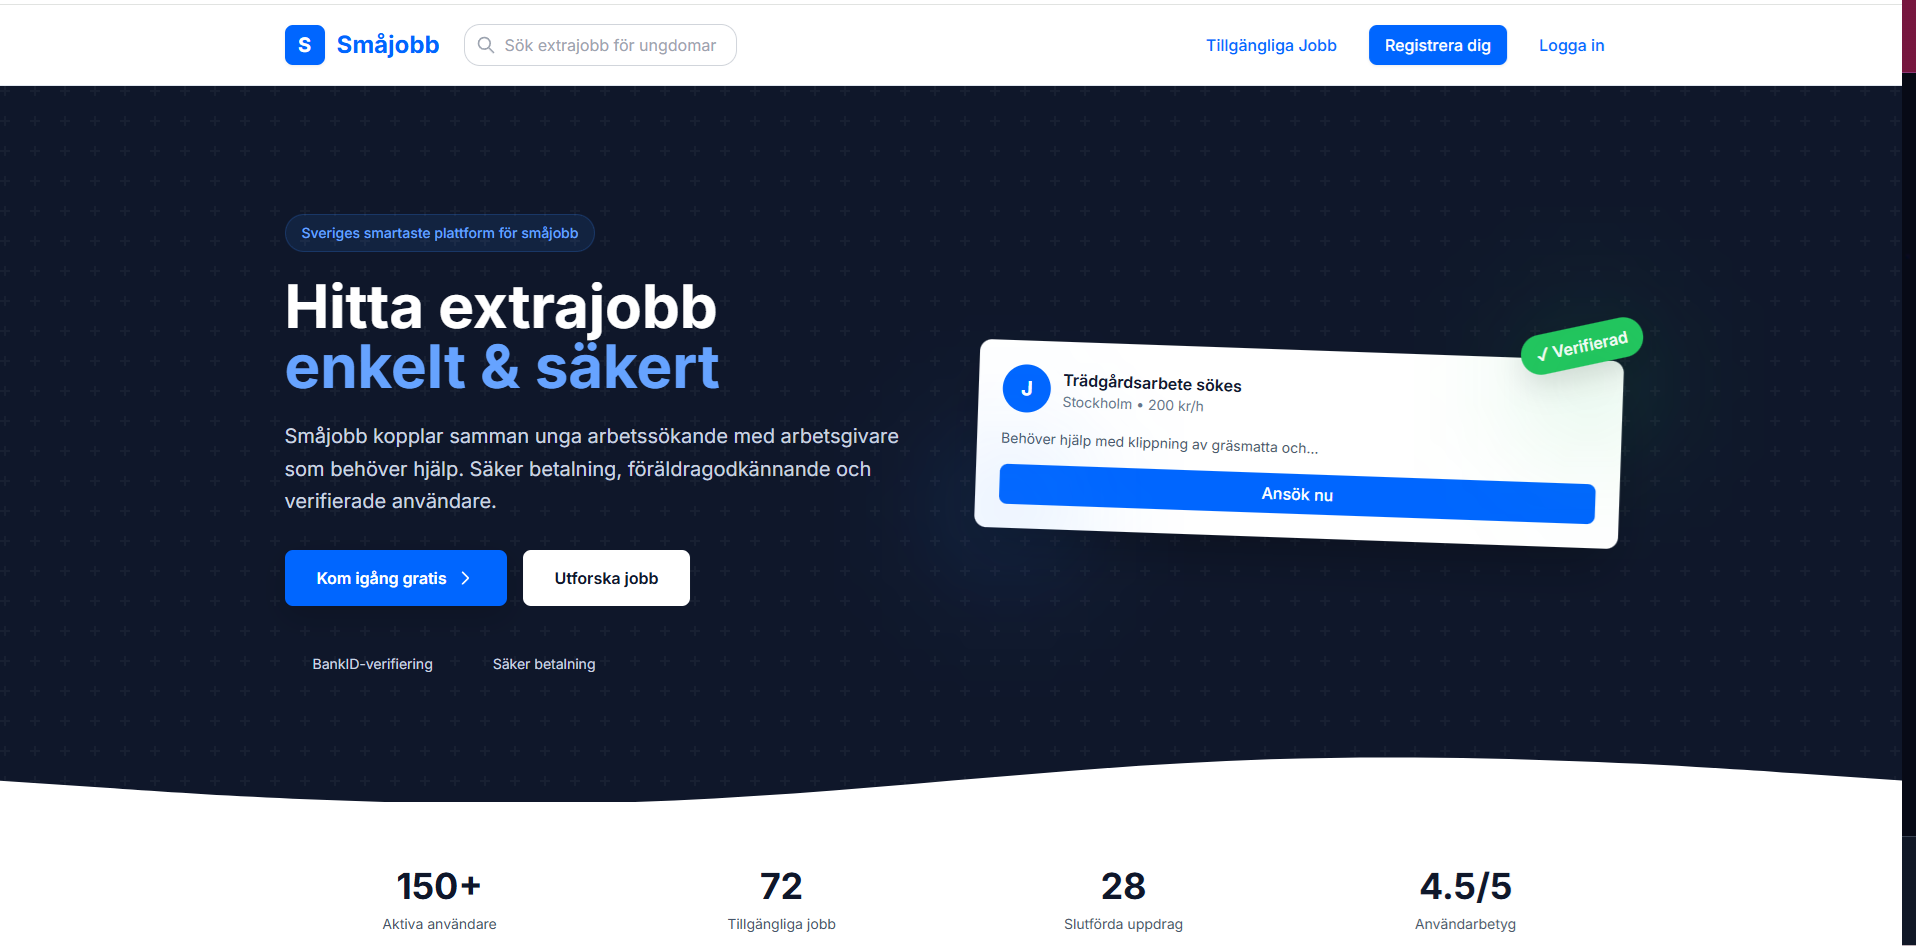 S Småjobb
Sök extrajobb för ungdomar
Tillgängliga Jobb
Registrera dig
Logga in
Sveriges smartaste plattform för småjobb
Hitta extrajobb
enkelt & säkert
Småjobb kopplar samman unga arbetssökande med arbetsgivare
som behöver hjälp. Säker betalning, föräldragodkännande och
verifierade användare.
Kom igång gratis
Utforska jobb
BankID-verifiering
Säker betalning
✓ Verifierad
J
Trädgårdsarbete sökes
Stockholm • 200 kr/h
Behöver hjälp med klippning av gräsmatta och...
Ansök nu
150+
Aktiva användare
72
Tillgängliga jobb
28
Slutförda uppdrag
4.5/5
Användarbetyg